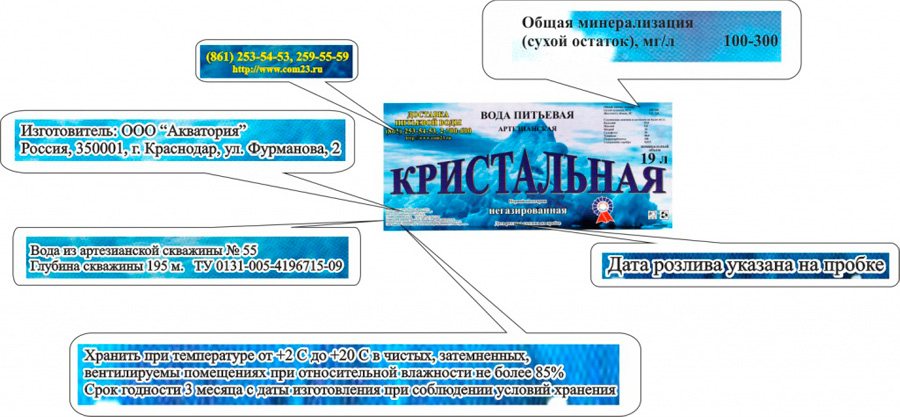 (861) 253-54-53, 259-55-59
http://www.com23.ru
Общая минерализация
(сухой остаток), мг/л 100-300
Изготовитель: ООО “Акватория”
Россия, 350001, г. Краснодар, ул. Фурманова, 2
ДОСТАВКА
ПИТЬЕВОЙ ВОДЫ
ВОДА ПИТЬЕВАЯ
АРТЕЗИАНСКАЯ
19 л
КРИСТАЛЬНАЯ
Первой категории
негазированная
Вода из артезианской скважины № 55
Глубина скважины 195 м. ТУ 0131-005-4196715-09
Дата розлива указана на пробке
Хранить при температуре от +2 С до +20 С в чистых, затемненных,
вентилируемы помещениях при относительной влажности не более 85%
Срок годности 3 месяца с даты изготовления при соблюдении условий хранения